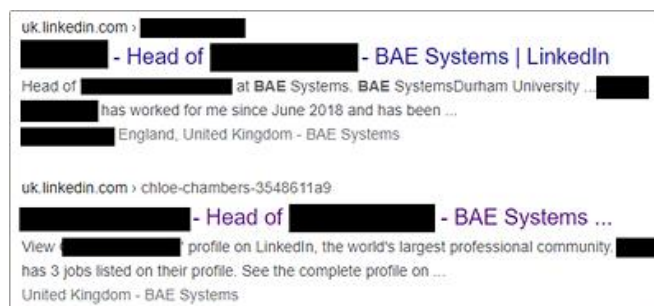 uk.linkedin.com ›
- Head of - BAE Systems | LinkedIn
Head of at BAE Systems. BAE SystemsDurham University ...
has worked for me since June 2018 and has been ...
England, United Kingdom - BAE Systems
uk.linkedin.com › chloe-chambers-3548611a9
- Head of - BAE Systems ...
View ' profile on LinkedIn, the world's largest professional community.
has 3 jobs listed on their profile. See the complete profile on ...
United Kingdom - BAE Systems